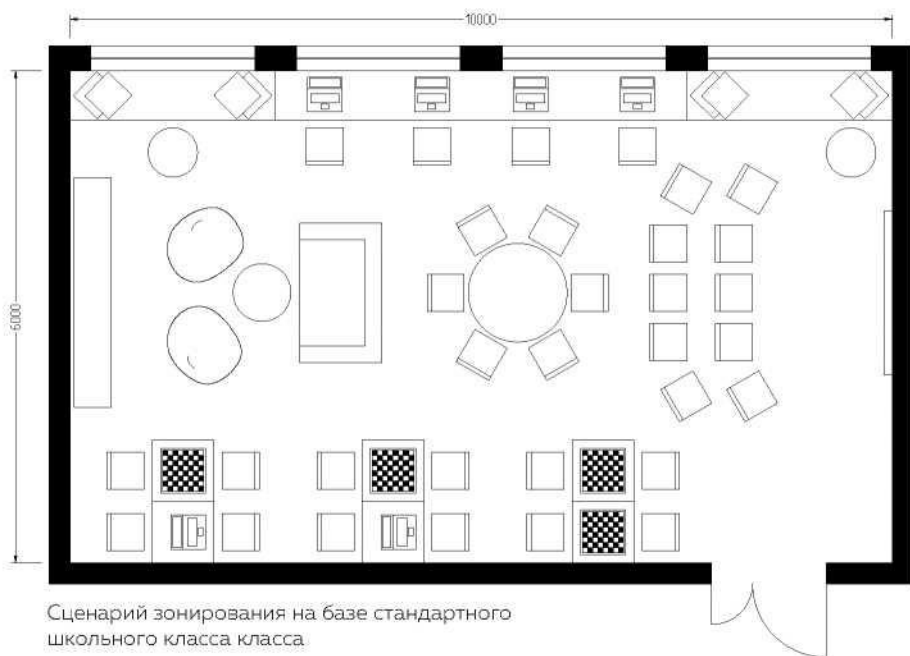 10000
6000
Сценарий зонирования на базе стандартного
школьного класса класса